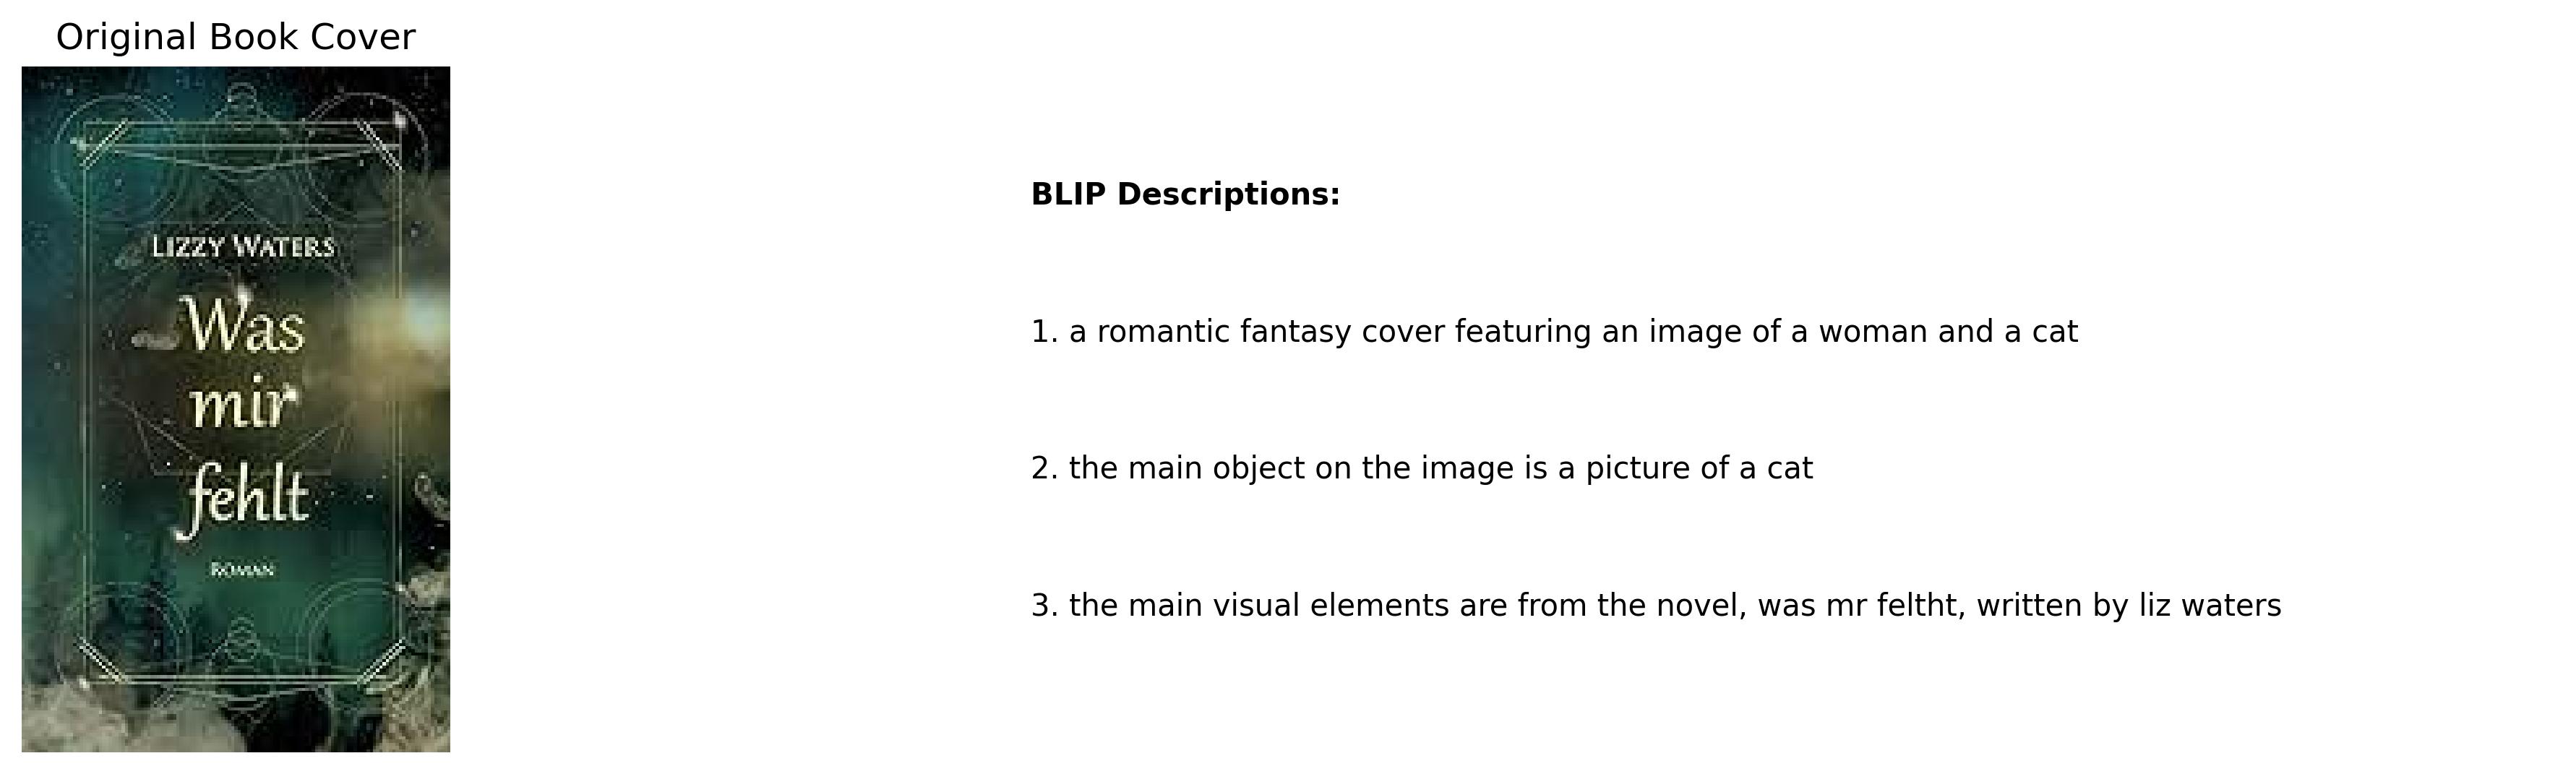 Original Book Cover
LIZZY WATERS
Was
mir
fehlt
ROMAN
BLIP Descriptions:
1. a romantic fantasy cover featuring an image of a woman and a cat
2. the main object on the image is a picture of a cat
3. the main visual elements are from the novel, was mr feltht, written by liz waters